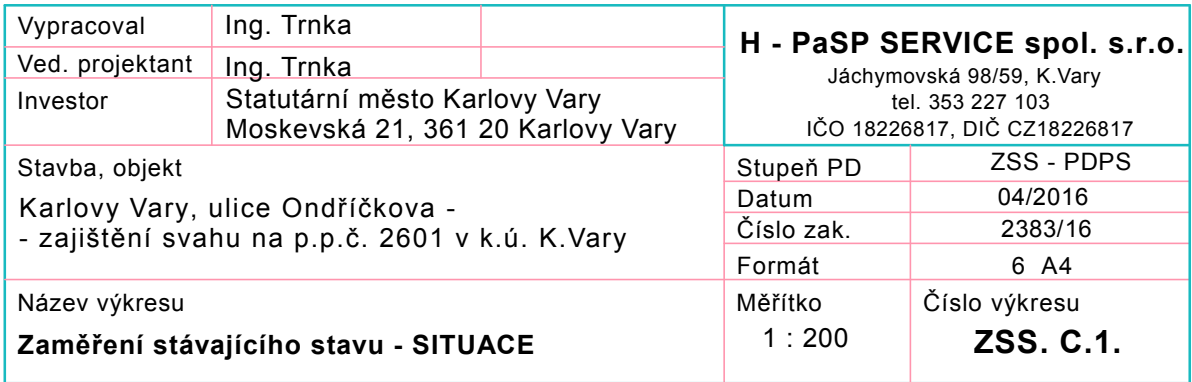 Vypracoval Ing. Trnka
Ved. projektant Ing. Trnka
Investor Statutární město Karlovy Vary
Moskevská 21, 361 20 Karlovy Vary
H - PaSP SERVICE spol. s.r.o.
Jáchymovská 98/59, K.Vary
tel. 353 227 103
IČO 18226817, DIČ CZ18226817
Stavba, objekt
Karlovy Vary, ulice Ondříčkova -
- zajištění svahu na p.p.č. 2601 v k.ú. K.Vary
Stupeň PD ZSS - PDPS
Datum 04/2016
Číslo zak. 2383/16
Formát 6 A4
Název výkresu
Zaměření stávajícího stavu - SITUACE
Měřítko
1 : 200
Číslo výkresu
ZSS. C.1.